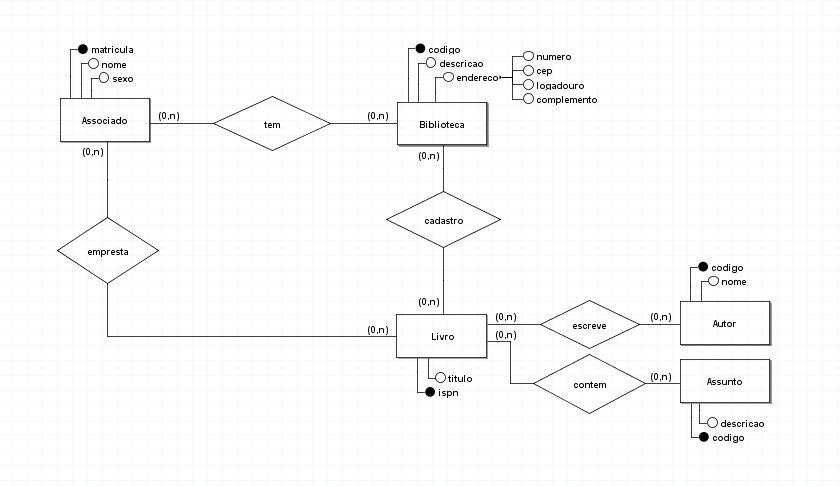 matricula
nome
sexo
Associado
(0,n)
tem
(0,n)
codigo
descricao
endereco
numero
cep
logadouro
complemento
Biblioteca
(0,n)
(0,n)
cadastro
empresta
(0,n)
(0,n)
Livro
titulo
ispn
(0,n)
escreve
(0,n)
codigo
nome
Autor
(0,n)
contem
(0,n)
Assunto
descricao
codigo